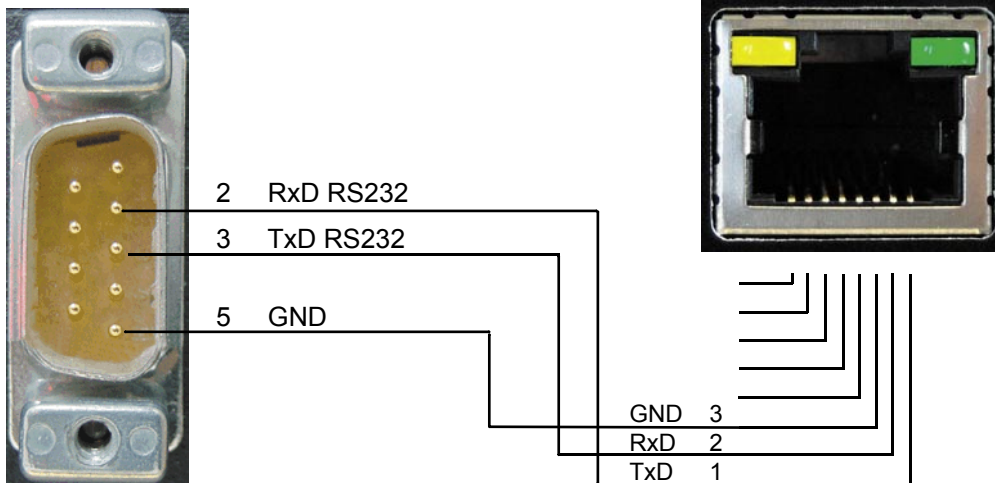 2 RxD RS232
3 TxD RS232
5 GND
GND 3
RxD 2
TxD 1